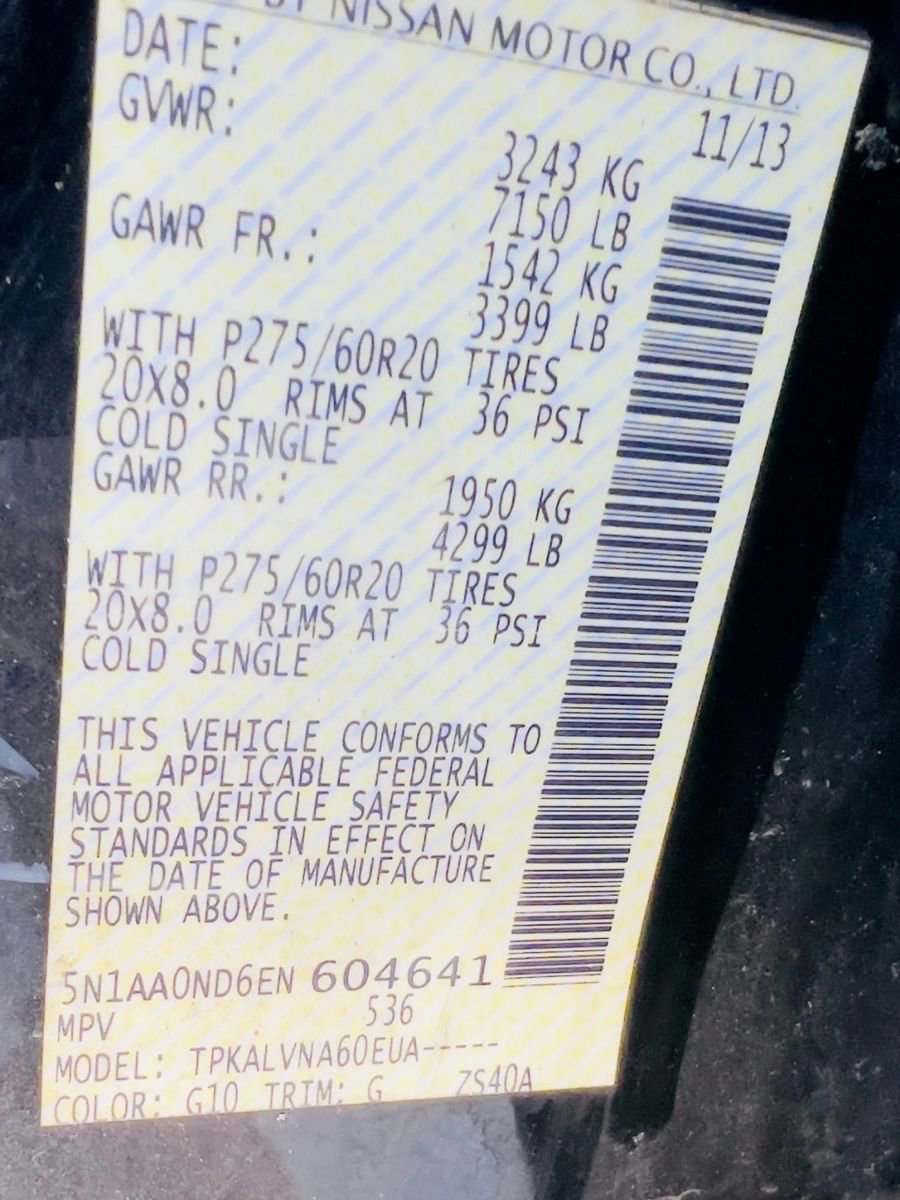 BY NISSAN MOTOR CO., LTD.
DATE: 11/13
GVWR: 3243 KG
7150 LB
GAWR FR.: 1542 KG
3399 LB
WITH P275/60R20 TIRES
20X8.0 RIMS AT 36 PSI
COLD SINGLE
GAWR RR.: 1950 KG
4299 LB
WITH P275/60R20 TIRES
20X8.0 RIMS AT 36 PSI
COLD SINGLE
THIS VEHICLE CONFORMS TO
ALL APPLICABLE FEDERAL
MOTOR VEHICLE SAFETY
STANDARDS IN EFFECT ON
THE DATE OF MANUFACTURE
SHOWN ABOVE.
5N1AA0ND6EN 604641
MPV 536
MODEL: TPKALVNA60EUA-----
COLOR: G10 TRIM: G ZS40A